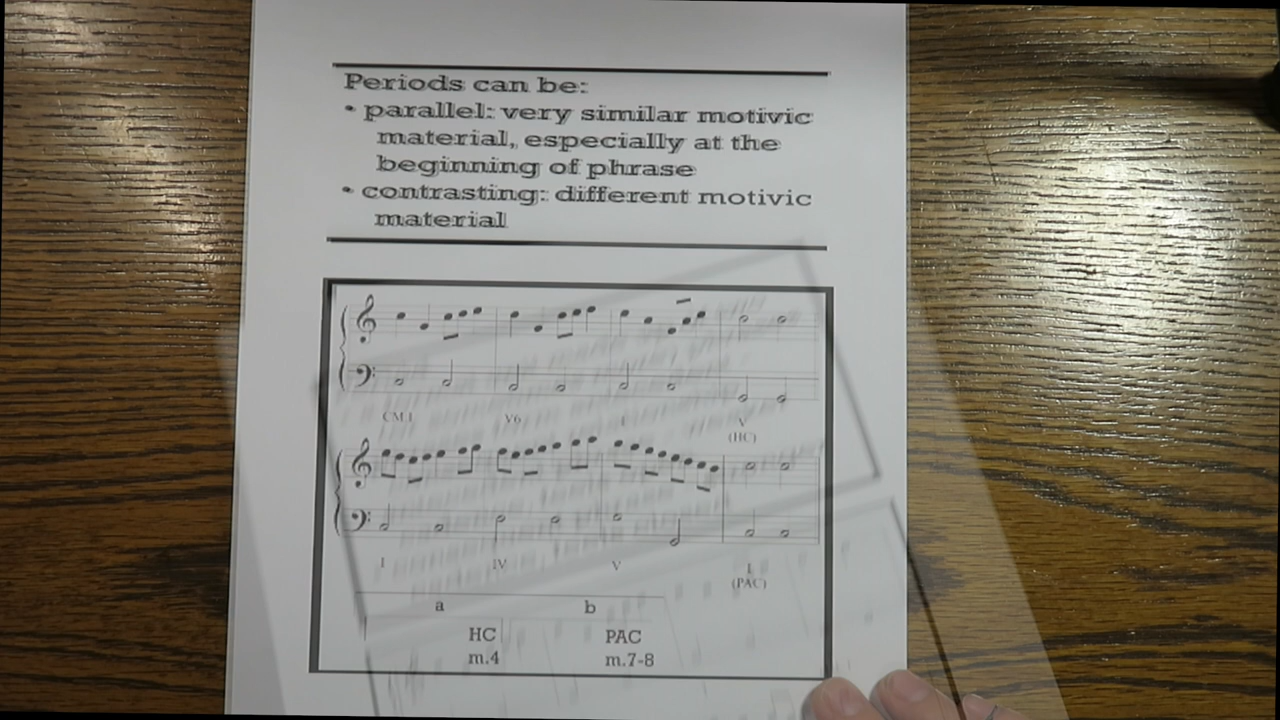 Periods can be:
• parallel: very similar motivic
material, especially at the
beginning of phrase
• contrasting: different motivic
material
CM:I V6 I V
(HC)
I IV V I
(PAC)
a b
HC PAC
m.4 m.7-8